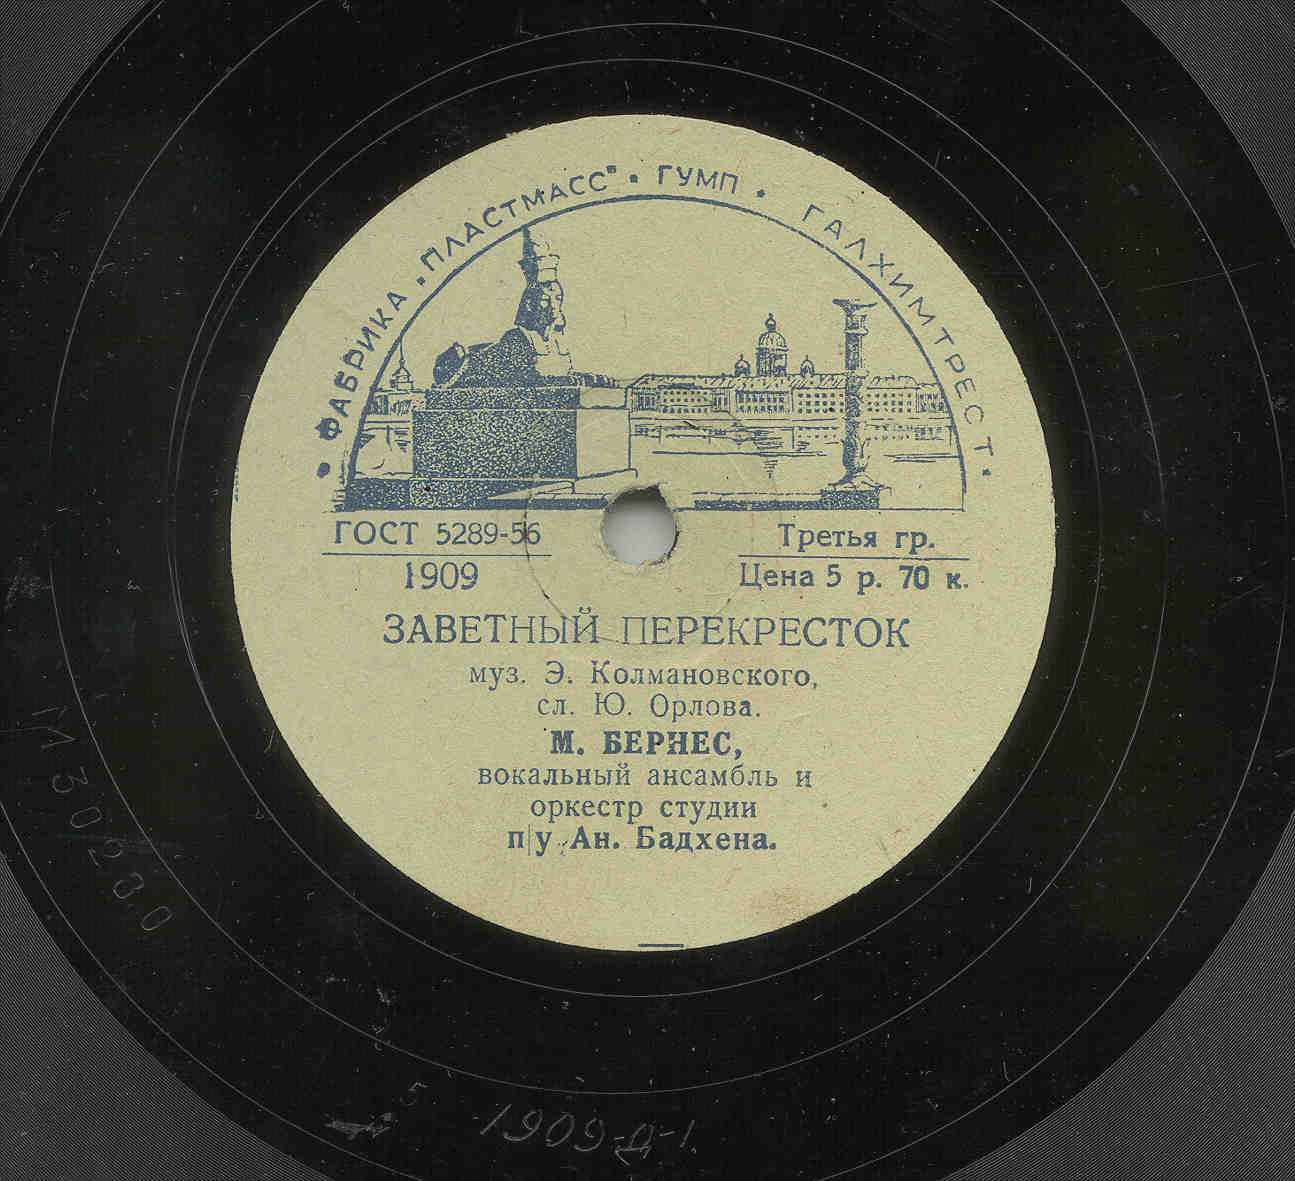 • ФАБРИКА „ПЛАСТМАСС" • ГУМП • ГАЛХИМТРЕСТ •
ГОСТ 5289-56
1909
Третья гр.
Цена 5 р. 70 к.
ЗАВЕТНЫЙ ПЕРЕКРЕСТОК
муз. Э. Колмановского,
сл. Ю. Орлова.
М. БЕРНЕС,
вокальный ансамбль и
оркестр студии
п/у Ан. Бадхена.
5
1909-Д-1.